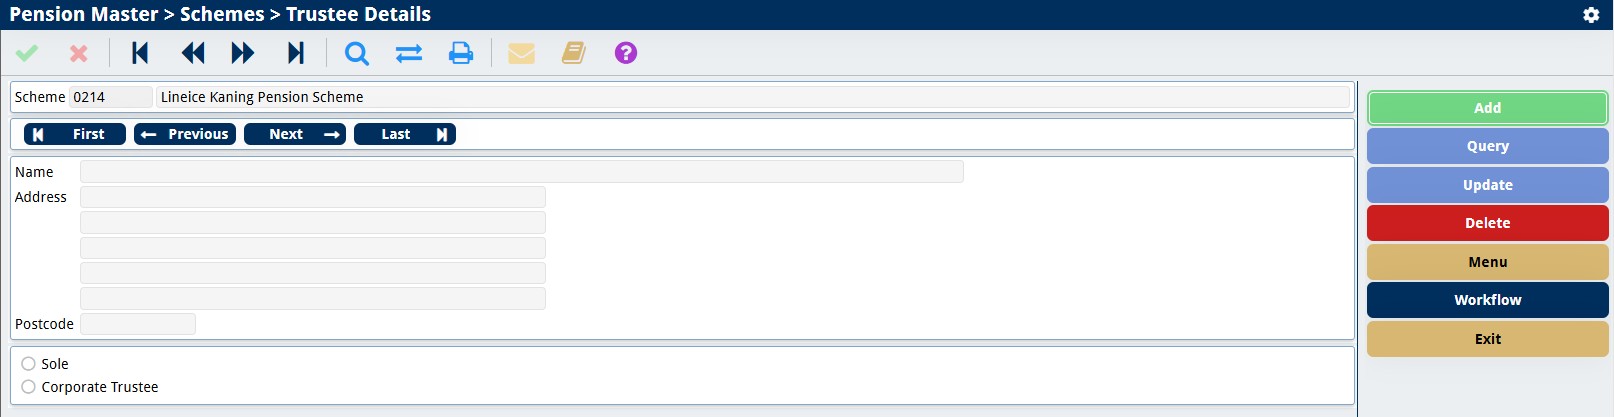 Pension Master > Schemes > Trustee Details
?
Scheme 0214 Lineice Kaning Pension Scheme
First Previous Next Last
Name
Address
Postcode
Sole
Corporate Trustee
Add
Query
Update
Delete
Menu
Workflow
Exit